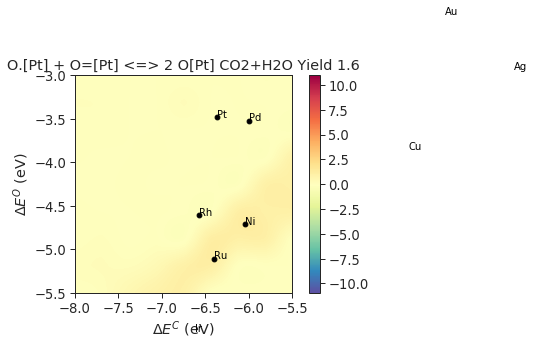 Au
O.[Pt] + O=[Pt] <=> 2 O[Pt] CO2+H2O Yield 1.6
Ag
−3.0
−3.5
−4.0
−4.5
−5.0
−5.5
ΔE^O (eV)
Pt
Pd
Cu
Rh
Ni
Ru
10.0
7.5
5.0
2.5
0.0
−2.5
−5.0
−7.5
−10.0
−8.0 −7.5 −7.0 −6.5 −6.0 −5.5
ΔE^C (eV)